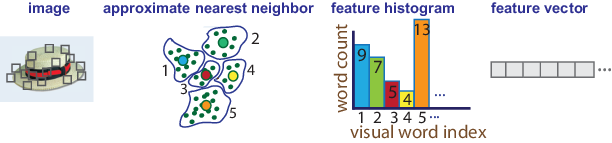 image
approximate nearest neighbor
feature histogram
feature vector
1
2
3
4
5
word count
9
7
5
4
13
...
1 2 3 4 5...
visual word index
...